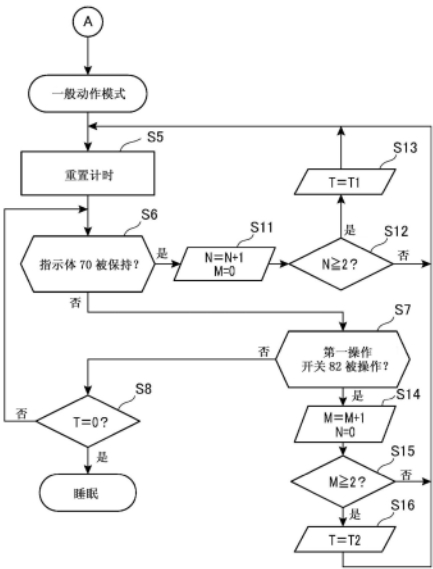 A
一般动作模式
S5
重置计时
S13
T=T1
S6
指示体 70 被保持？
是
S11
N=N+1
M=0
是
S12
N≧2？
否
否
S7
第一操作
开关 82 被操作？
否
是
S8
T=0？
否
是
睡眠
S14
M=M+1
N=0
S15
M≧2？
否
是
S16
T=T2